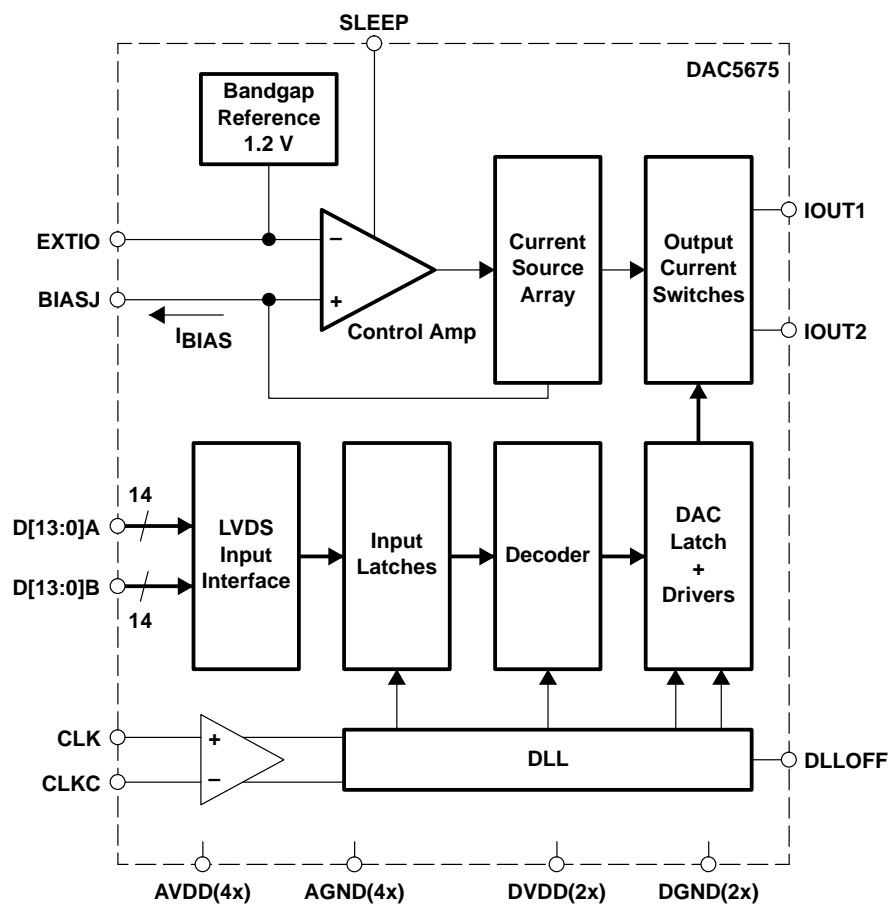 SLEEP
DAC5675
Bandgap
Reference
1.2 V
EXTIO
−
BIASJ
+
IBIAS
Control Amp
Current
Source
Array
Output
Current
Switches
IOUT1
IOUT2
14
D[13:0]A
D[13:0]B
14
LVDS
Input
Interface
Input
Latches
Decoder
DAC
Latch
+
Drivers
CLK
+
CLKC
−
DLL
DLLOFF
AVDD(4x)
AGND(4x)
DVDD(2x)
DGND(2x)